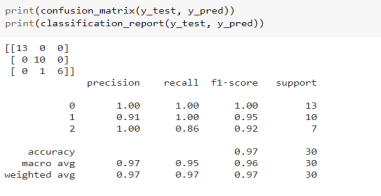 print(confusion_matrix(y_test, y_pred))
print(classification_report(y_test, y_pred))
[[13  0  0]
 [ 0 10  0]
 [ 0  1  6]]
precision    recall  f1-score   support
0       1.00      1.00      1.00        13
1       0.91      1.00      0.95        10
2       1.00      0.86      0.92         7
accuracy                           0.97        30
macro avg       0.97      0.95      0.96        30
weighted avg       0.97      0.97      0.97        30